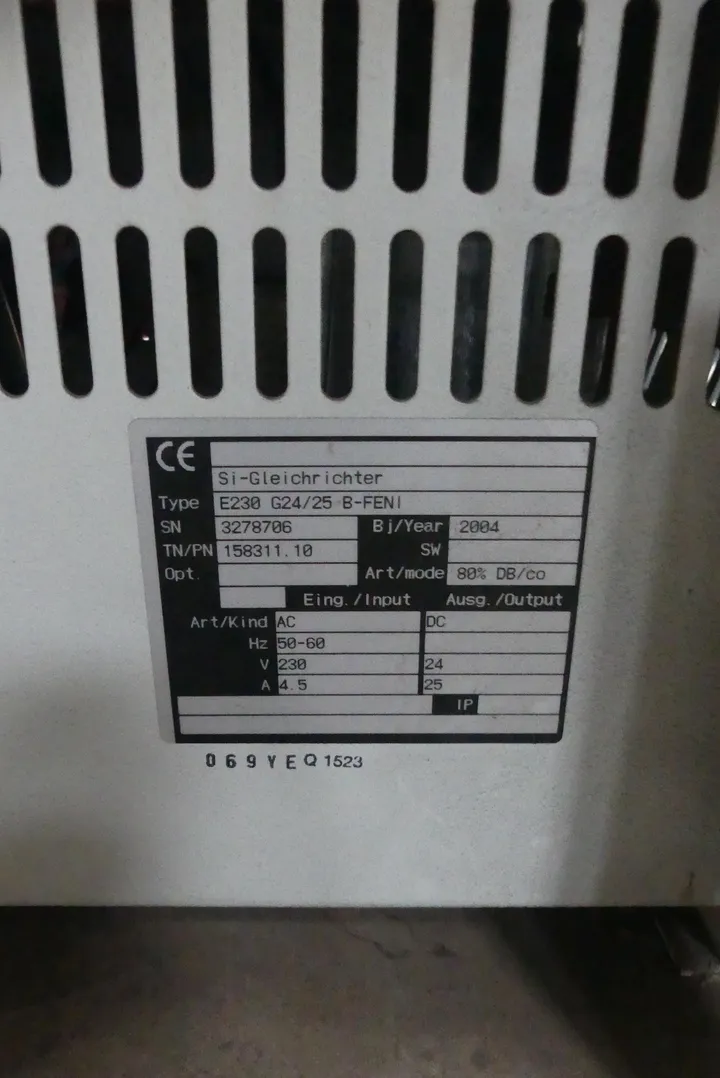 CE
Si-Gleichrichter
Type E230 G24/25 B-FENI
SN 3278706 Bj/Year 2004
TN/PN 158311.10 SW
Opt. Art/mode 80% DB/co
Eing./Input Ausg./Output
Art/Kind AC DC
Hz 50-60
V 230 24
A 4.5 25
IP
069YEQ1523